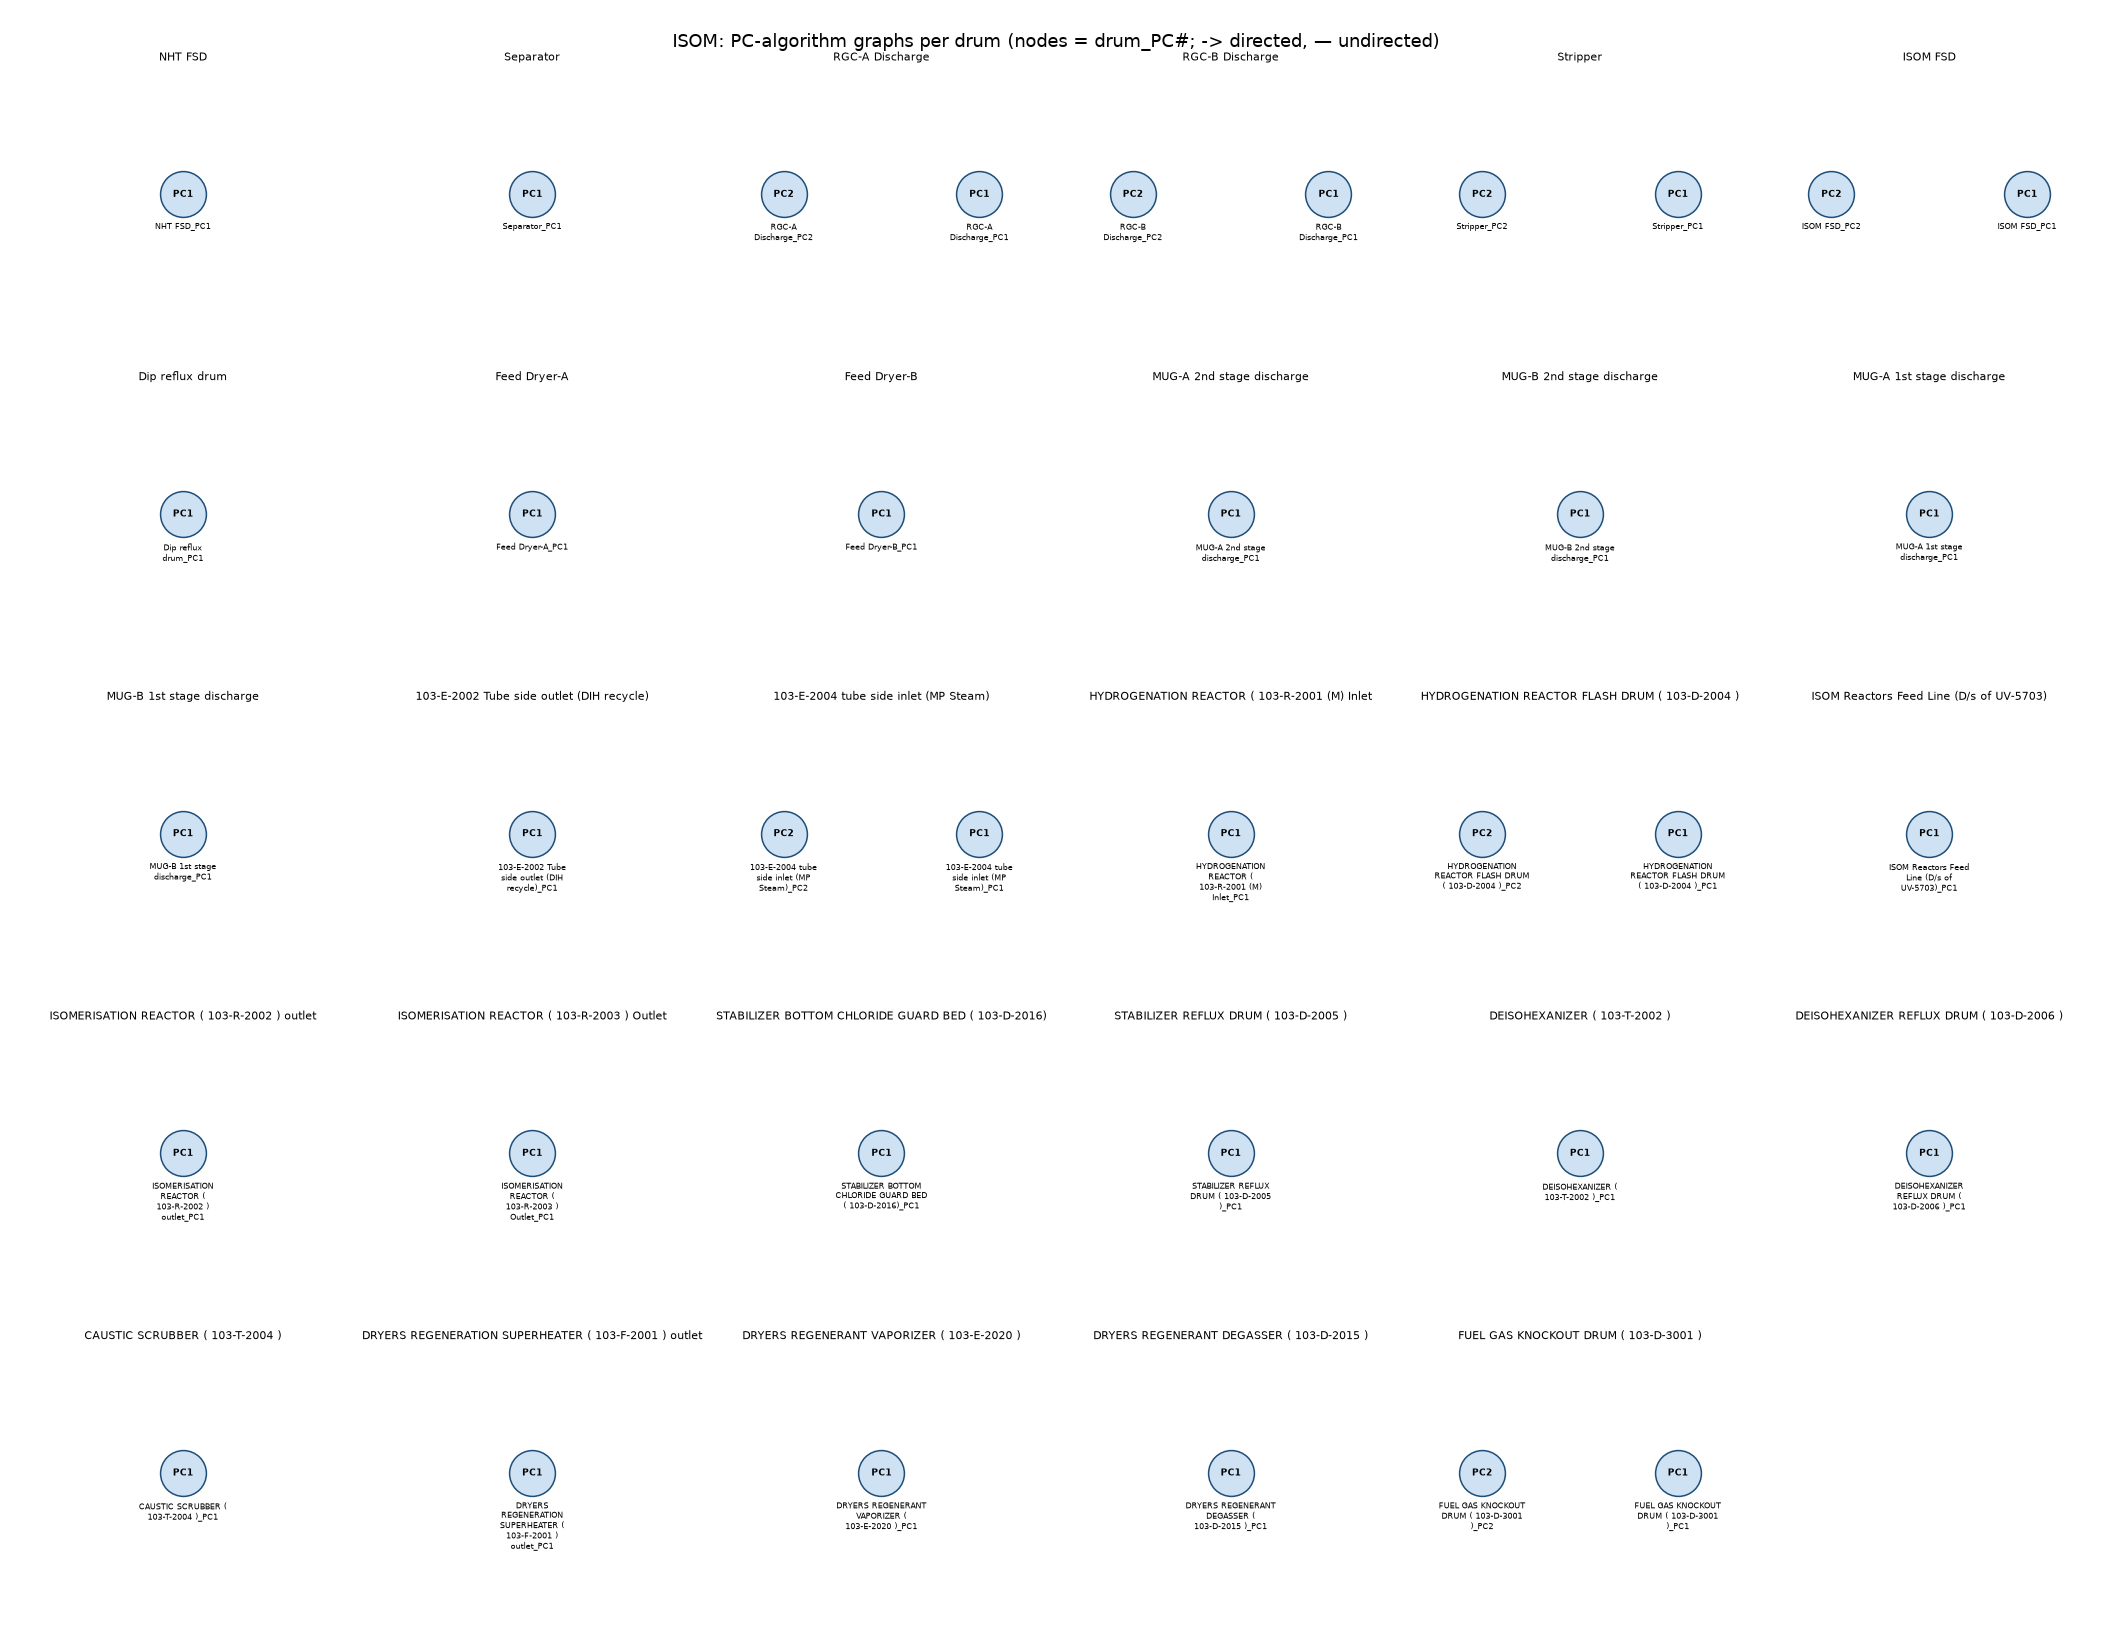 ISOM: PC-algorithm graphs per drum (nodes = drum_PC#; -> directed, — undirected)
NHT FSD
Separator
RGC-A Discharge
RGC-B Discharge
Stripper
ISOM FSD
PC1
NHT FSD_PC1
PC1
Separator_PC1
PC2
RGC-A
Discharge_PC2
PC1
RGC-A
Discharge_PC1
PC2
RGC-B
Discharge_PC2
PC1
RGC-B
Discharge_PC1
PC2
Stripper_PC2
PC1
Stripper_PC1
PC2
ISOM FSD_PC2
PC1
ISOM FSD_PC1
Dip reflux drum
Feed Dryer-A
Feed Dryer-B
MUG-A 2nd stage discharge
MUG-B 2nd stage discharge
MUG-A 1st stage discharge
PC1
Dip reflux
drum_PC1
PC1
Feed Dryer-A_PC1
PC1
Feed Dryer-B_PC1
PC1
MUG-A 2nd stage
discharge_PC1
PC1
MUG-B 2nd stage
discharge_PC1
PC1
MUG-A 1st stage
discharge_PC1
MUG-B 1st stage discharge
103-E-2002 Tube side outlet (DIH recycle)
103-E-2004 tube side inlet (MP Steam)
HYDROGENATION REACTOR ( 103-R-2001 (M) Inlet
HYDROGENATION REACTOR FLASH DRUM ( 103-D-2004 )
ISOM Reactors Feed Line (D/s of UV-5703)
PC1
MUG-B 1st stage
discharge_PC1
PC1
103-E-2002 Tube
side outlet (DIH
recycle)_PC1
PC2
103-E-2004 tube
side inlet (MP
Steam)_PC2
PC1
103-E-2004 tube
side inlet (MP
Steam)_PC1
PC1
HYDROGENATION
REACTOR (
103-R-2001 (M)
Inlet_PC1
PC2
HYDROGENATION
REACTOR FLASH DRUM
( 103-D-2004 )_PC2
PC1
HYDROGENATION
REACTOR FLASH DRUM
( 103-D-2004 )_PC1
PC1
ISOM Reactors Feed
Line (D/s of
UV-5703)_PC1
ISOMERISATION REACTOR ( 103-R-2002 ) outlet
ISOMERISATION REACTOR ( 103-R-2003 ) Outlet
STABILIZER BOTTOM CHLORIDE GUARD BED ( 103-D-2016)
STABILIZER REFLUX DRUM ( 103-D-2005 )
DEISOHEXANIZER ( 103-T-2002 )
DEISOHEXANIZER REFLUX DRUM ( 103-D-2006 )
PC1
ISOMERISATION
REACTOR (
103-R-2002 )
outlet_PC1
PC1
ISOMERISATION
REACTOR (
103-R-2003 )
Outlet_PC1
PC1
STABILIZER BOTTOM
CHLORIDE GUARD BED
( 103-D-2016)_PC1
PC1
STABILIZER REFLUX
DRUM ( 103-D-2005
)_PC1
PC1
DEISOHEXANIZER (
103-T-2002 )_PC1
PC1
DEISOHEXANIZER
REFLUX DRUM (
103-D-2006 )_PC1
CAUSTIC SCRUBBER ( 103-T-2004 )
DRYERS REGENERATION SUPERHEATER ( 103-F-2001 ) outlet
DRYERS REGENERANT VAPORIZER ( 103-E-2020 )
DRYERS REGENERANT DEGASSER ( 103-D-2015 )
FUEL GAS KNOCKOUT DRUM ( 103-D-3001 )
PC1
CAUSTIC SCRUBBER (
103-T-2004 )_PC1
PC1
DRYERS
REGENERATION
SUPERHEATER (
103-F-2001 )
outlet_PC1
PC1
DRYERS REGENERANT
VAPORIZER (
103-E-2020 )_PC1
PC1
DRYERS REGENERANT
DEGASSER (
103-D-2015 )_PC1
PC2
FUEL GAS KNOCKOUT
DRUM ( 103-D-3001
)_PC2
PC1
FUEL GAS KNOCKOUT
DRUM ( 103-D-3001
)_PC1